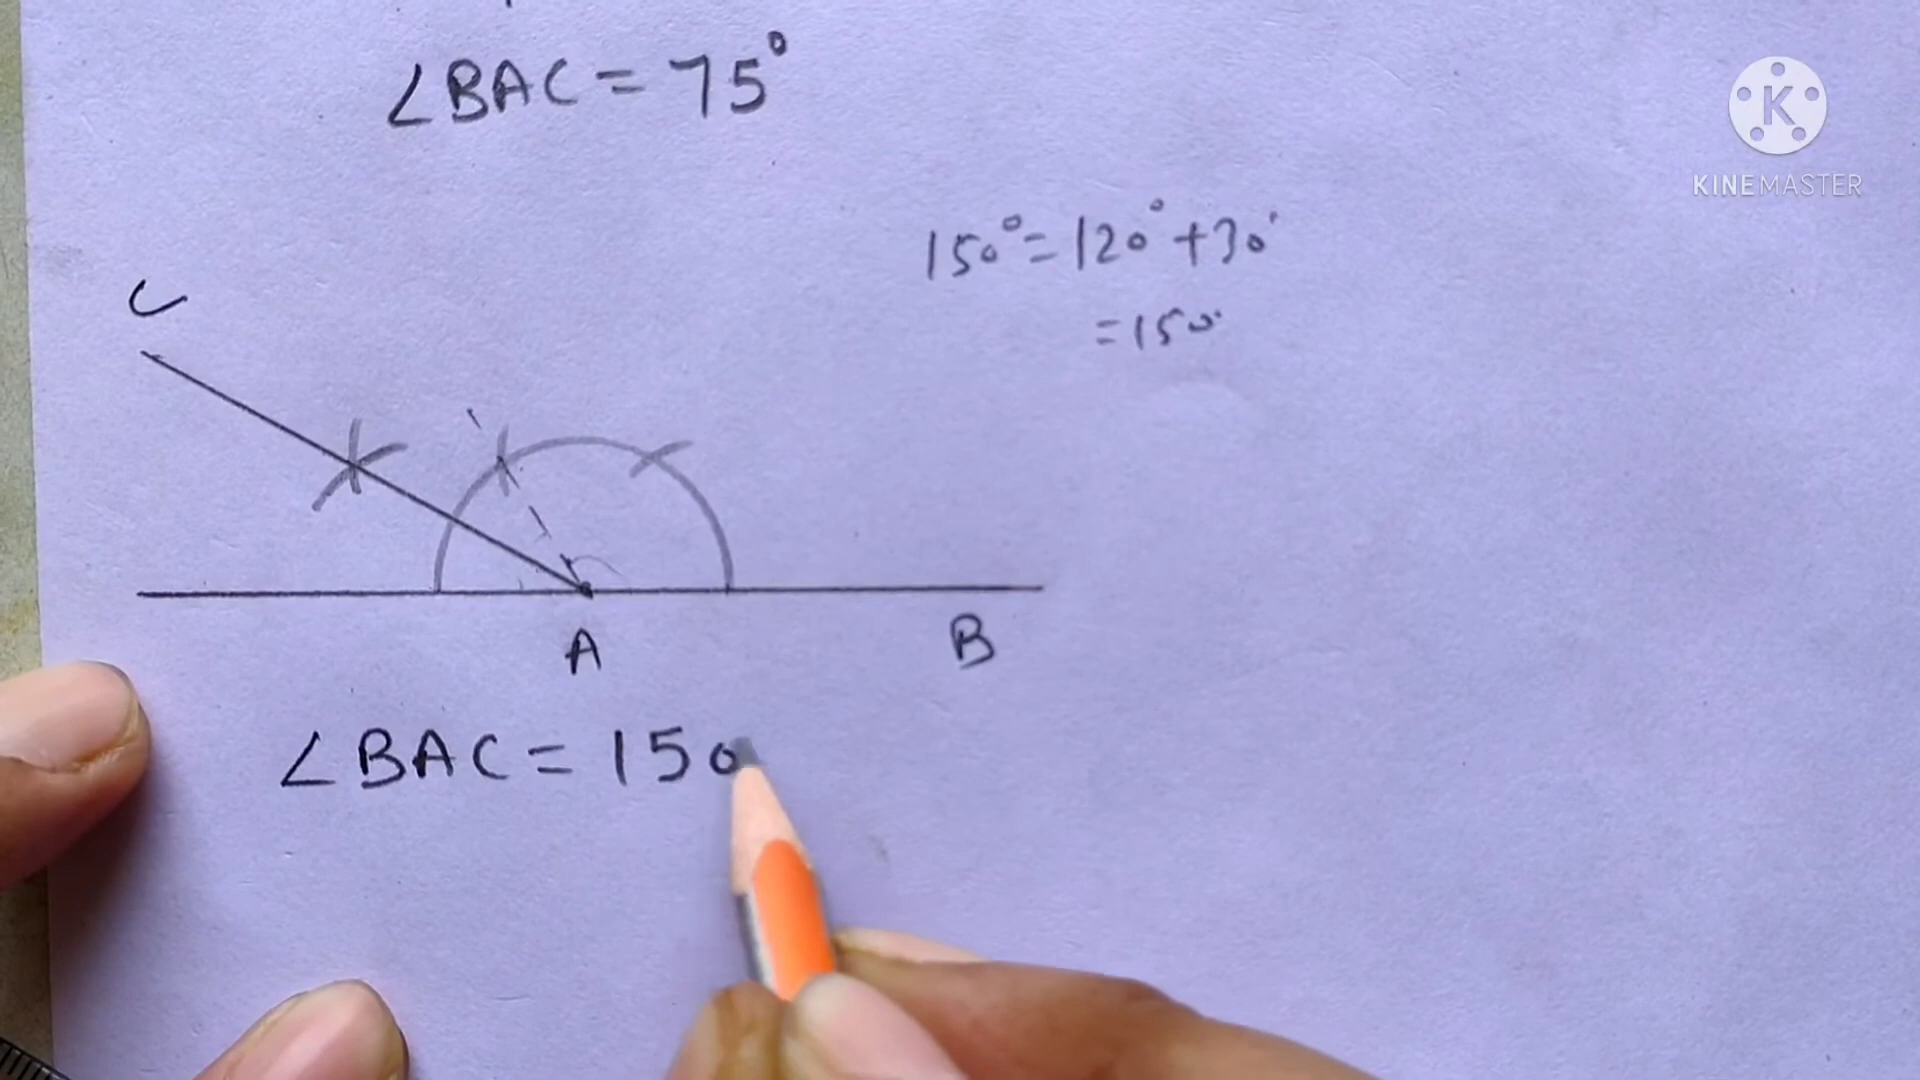 ∠BAC = 75°
K
KINEMASTER
150° = 120° + 30°
= 150°
C
A
B
∠BAC = 150